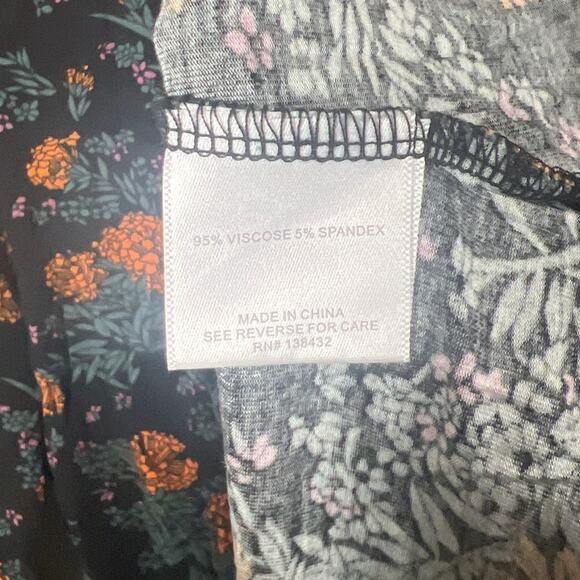 95% VISCOSE 5% SPANDEX
MADE IN CHINA
SEE REVERSE FOR CARE
RN# 138432